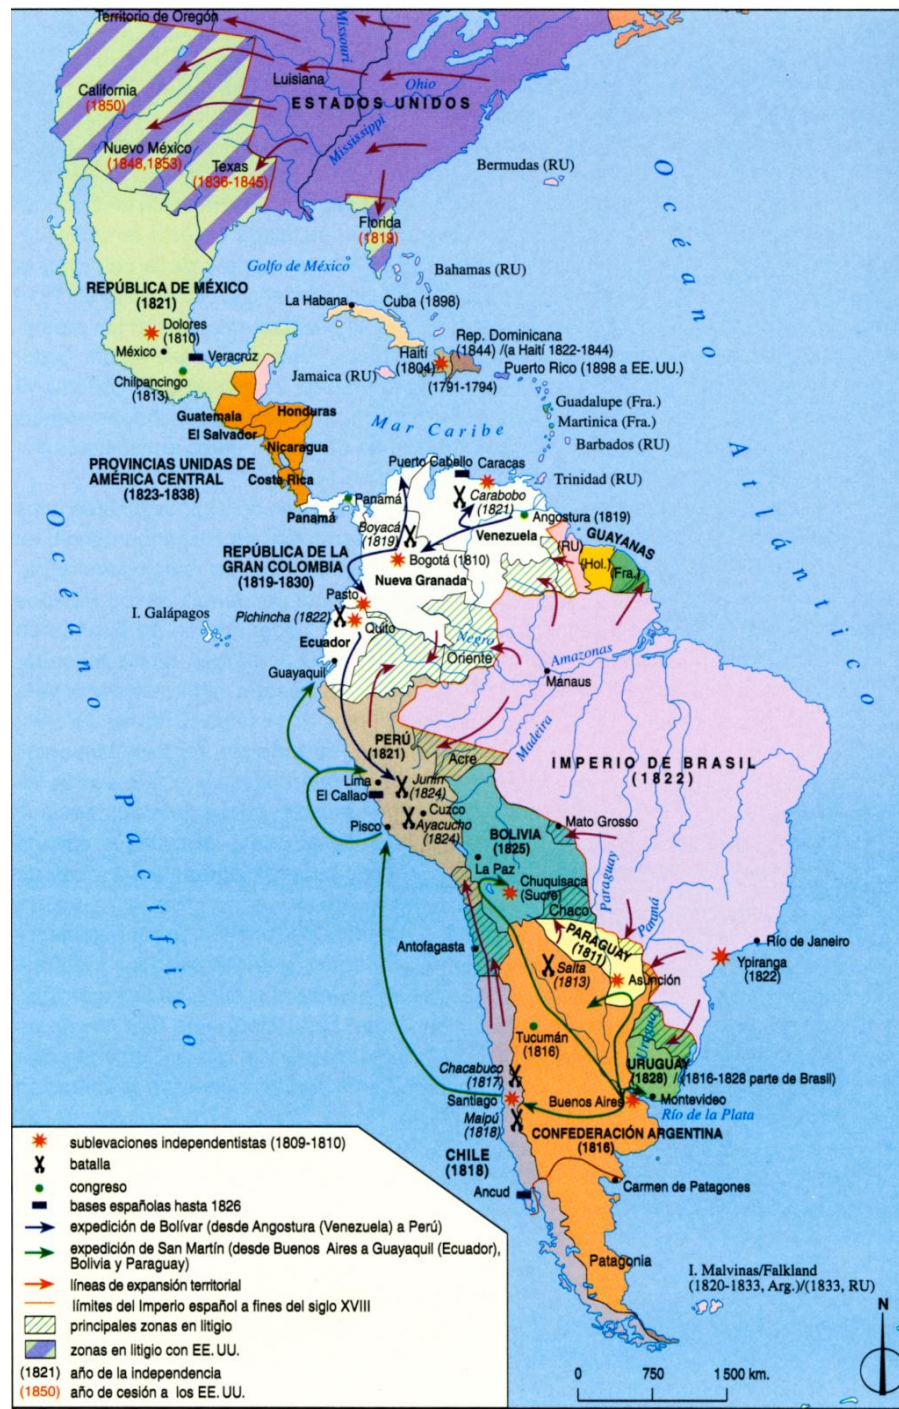 Territorio de Oregón
Missouri
Luisiana
Ohio
ESTADOS UNIDOS
California
(1850)
Mississippi
Nuevo México
(1848,1853)
Texas
(1836-1845)
Bermudas (RU)
Océano Atlántico
Florida
(1819)
Golfo de México
Bahamas (RU)
REPÚBLICA DE MÉXICO
(1821)
La Habana
Cuba (1898)
Dolores
(1810)
México
Veracruz
Chilpancingo
(1813)
Rep. Dominicana
(1844) /(a Haití 1822-1844)
Haití
(1804)
(1791-1794)
Puerto Rico (1898 a EE. UU.)
Jamaica (RU)
Guadalupe (Fra.)
Martinica (Fra.)
Barbados (RU)
Trinidad (RU)
Guatemala
Honduras
El Salvador
Nicaragua
Costa Rica
PROVINCIAS UNIDAS DE
AMÉRICA CENTRAL
(1823-1838)
Mar Caribe
Panamá
Panamá
Puerto Cabello
Caracas
Carabobo
(1821)
Angostura (1819)
Venezuela
GUAYANAS
(RU)
(Hol.)
(Fra.)
Boyacá
(1819)
REPÚBLICA DE LA
GRAN COLOMBIA
(1819-1830)
Bogotá (1810)
Nueva Granada
Pasto
Pichincha (1822)
Quito
Ecuador
Guayaquil
I. Galápagos
Océano Pacífico
Negro
Oriente
Amazonas
Manaus
Madeira
PERÚ
(1821)
Acre
IMPERIO DE BRASIL
(1822)
Lima
El Callao
Junín
(1824)
Cuzco
Ayacucho
(1824)
Pisco
BOLIVIA
(1825)
La Paz
Mato Grosso
Chuquisaca
(Sucre)
Chaco
Paraguay
Paraná
Antofagasta
PARAGUAY
(1811)
Asunción
Río de Janeiro
Ypiranga
(1822)
Salta
(1813)
Tucumán
(1816)
Uruguay
URUGUAY
(1828) /(1816-1828 parte de Brasil)
Chacabuco
(1817)
Santiago
Maipú
(1818)
Buenos Aires
Montevideo
Río de la Plata
CONFEDERACIÓN ARGENTINA
(1816)
CHILE
(1818)
Ancud
Carmen de Patagones
Patagonia
I. Malvinas/Falkland
(1820-1833, Arg.)/(1833, RU)
sublevaciones independentistas (1809-1810)
batalla
congreso
bases españolas hasta 1826
expedición de Bolívar (desde Angostura (Venezuela) a Perú)
expedición de San Martín (desde Buenos Aires a Guayaquil (Ecuador),
Bolivia y Paraguay)
líneas de expansión territorial
límites del Imperio español a fines del siglo XVIII
principales zonas en litigio
zonas en litigio con EE. UU.
(1821) año de la independencia
(1850) año de cesión a los EE. UU.
N
0 750 1 500 km.